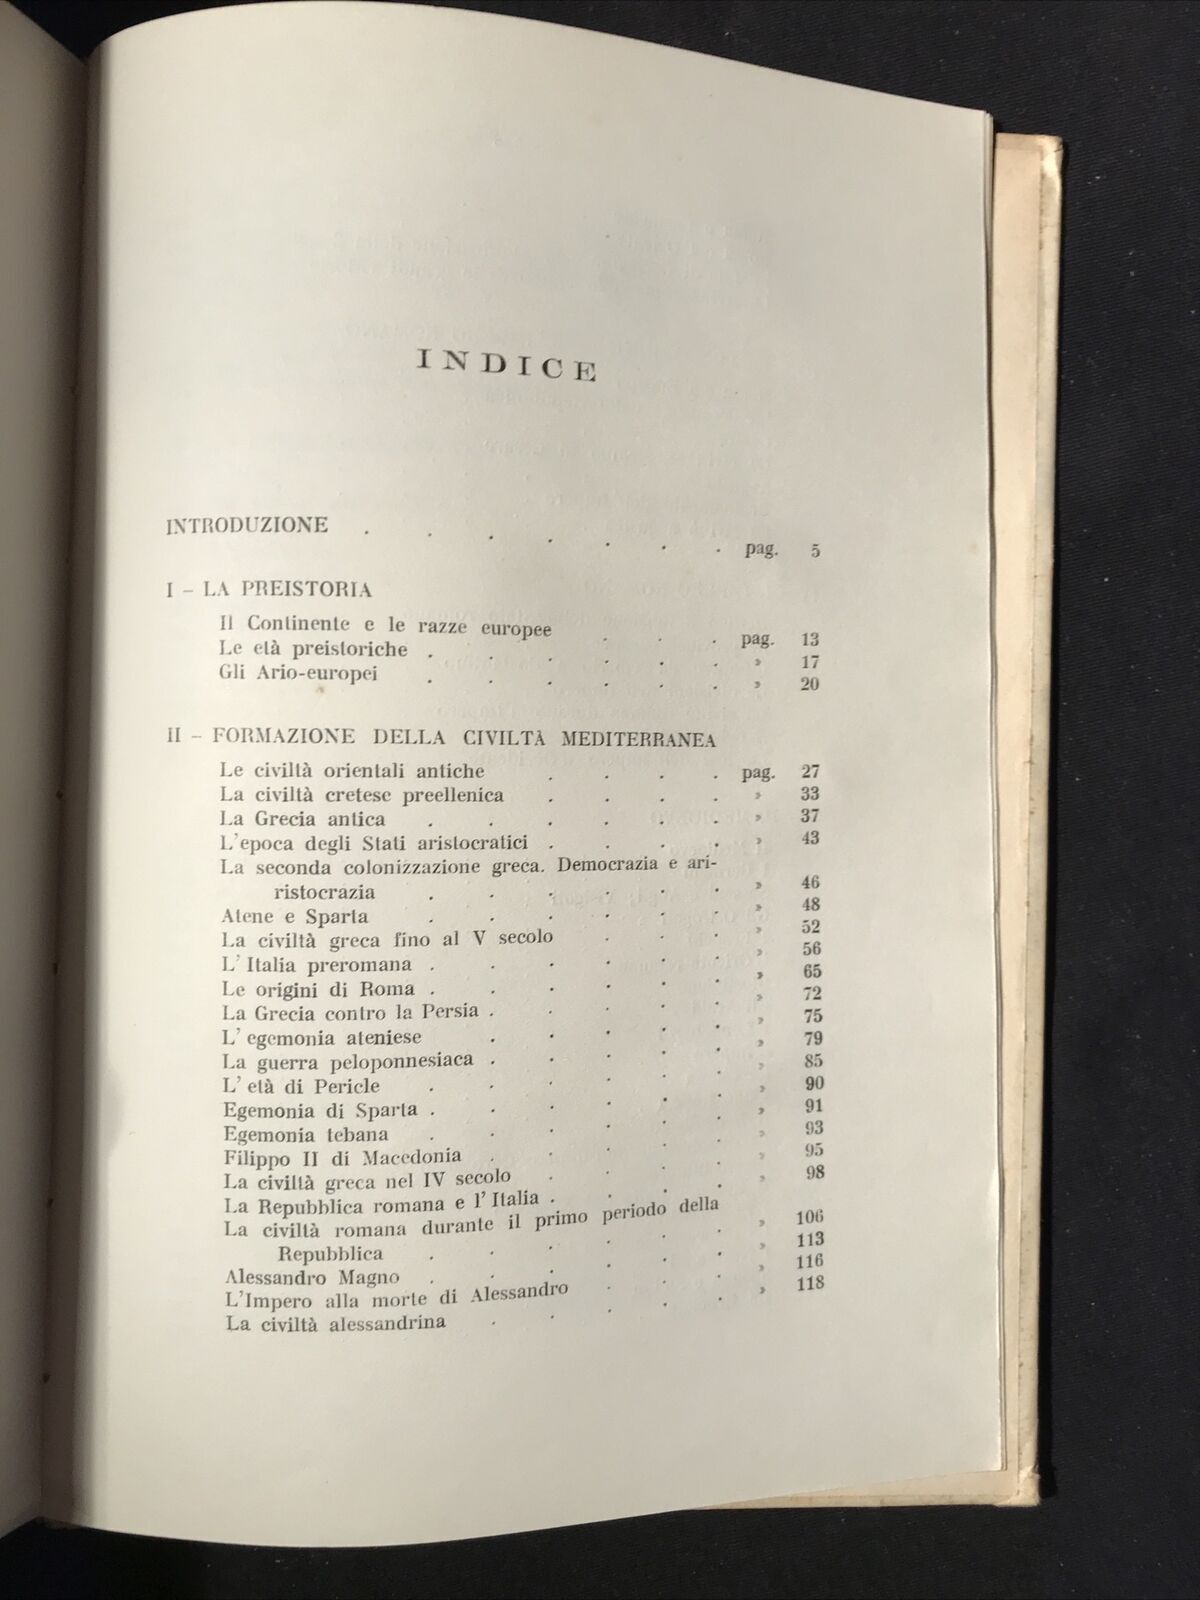 INDICE
INTRODUZIONE . . . . . . . pag. 5
I – LA PREISTORIA
Il Continente e le razze europee . . . pag. 13
Le età preistoriche . . . . . . » 17
Gli Ario-europei . . . . . . » 20
II – FORMAZIONE DELLA CIVILTÀ MEDITERRANEA
Le civiltà orientali antiche . . . . pag. 27
La civiltà cretese preellenica . . . . » 33
La Grecia antica . . . . . . » 37
L'epoca degli Stati aristocratici . . . . » 43
La seconda colonizzazione greca. Democrazia e ari-
ristocrazia . . . . . . » 46
Atene e Sparta . . . . . . » 48
La civiltà greca fino al V secolo . . . » 52
L' Italia preromana . . . . . . » 56
Le origini di Roma . . . . . . » 65
La Grecia contro la Persia . . . . . » 72
L' egemonia ateniese . . . . . » 75
La guerra peloponnesiaca . . . . . » 79
L' età di Pericle . . . . . . » 85
Egemonia di Sparta . . . . . . » 90
Egemonia tebana . . . . . . » 91
Filippo II di Macedonia . . . . . » 93
La civiltà greca nel IV secolo . . . . » 95
La Repubblica romana e l' Italia . . . . » 98
La civiltà romana durante il primo periodo della
Repubblica . . . . . . » 106
Alessandro Magno . . . . . . » 113
L'Impero alla morte di Alessandro . . . » 116
La civiltà alessandrina . . . . . » 118